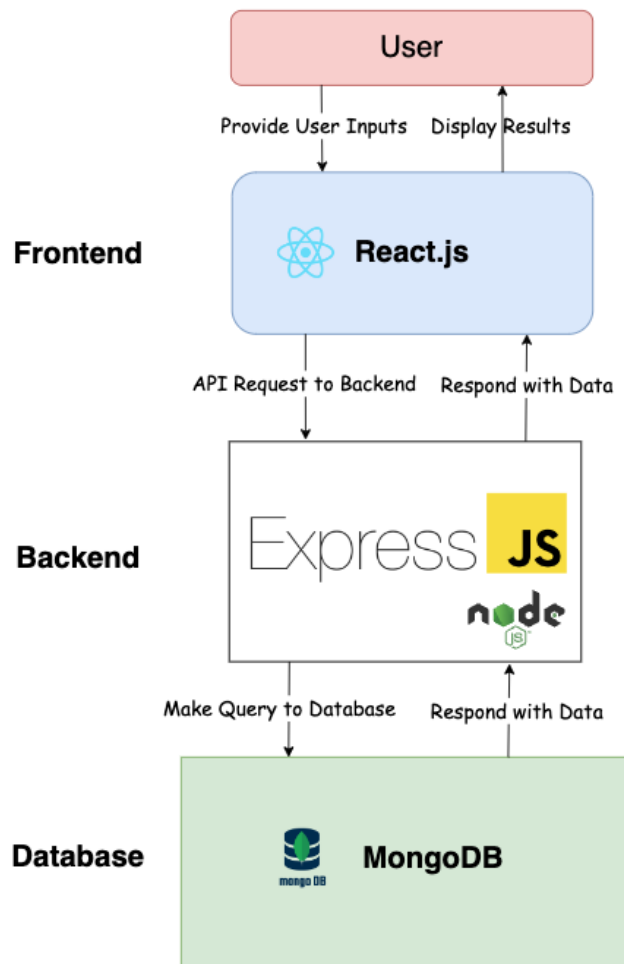 User
Provide User Inputs
Display Results
Frontend
React.js
API Request to Backend
Respond with Data
Backend
Express
JS
node
JS
Make Query to Database
Respond with Data
Database
mongo DB
MongoDB